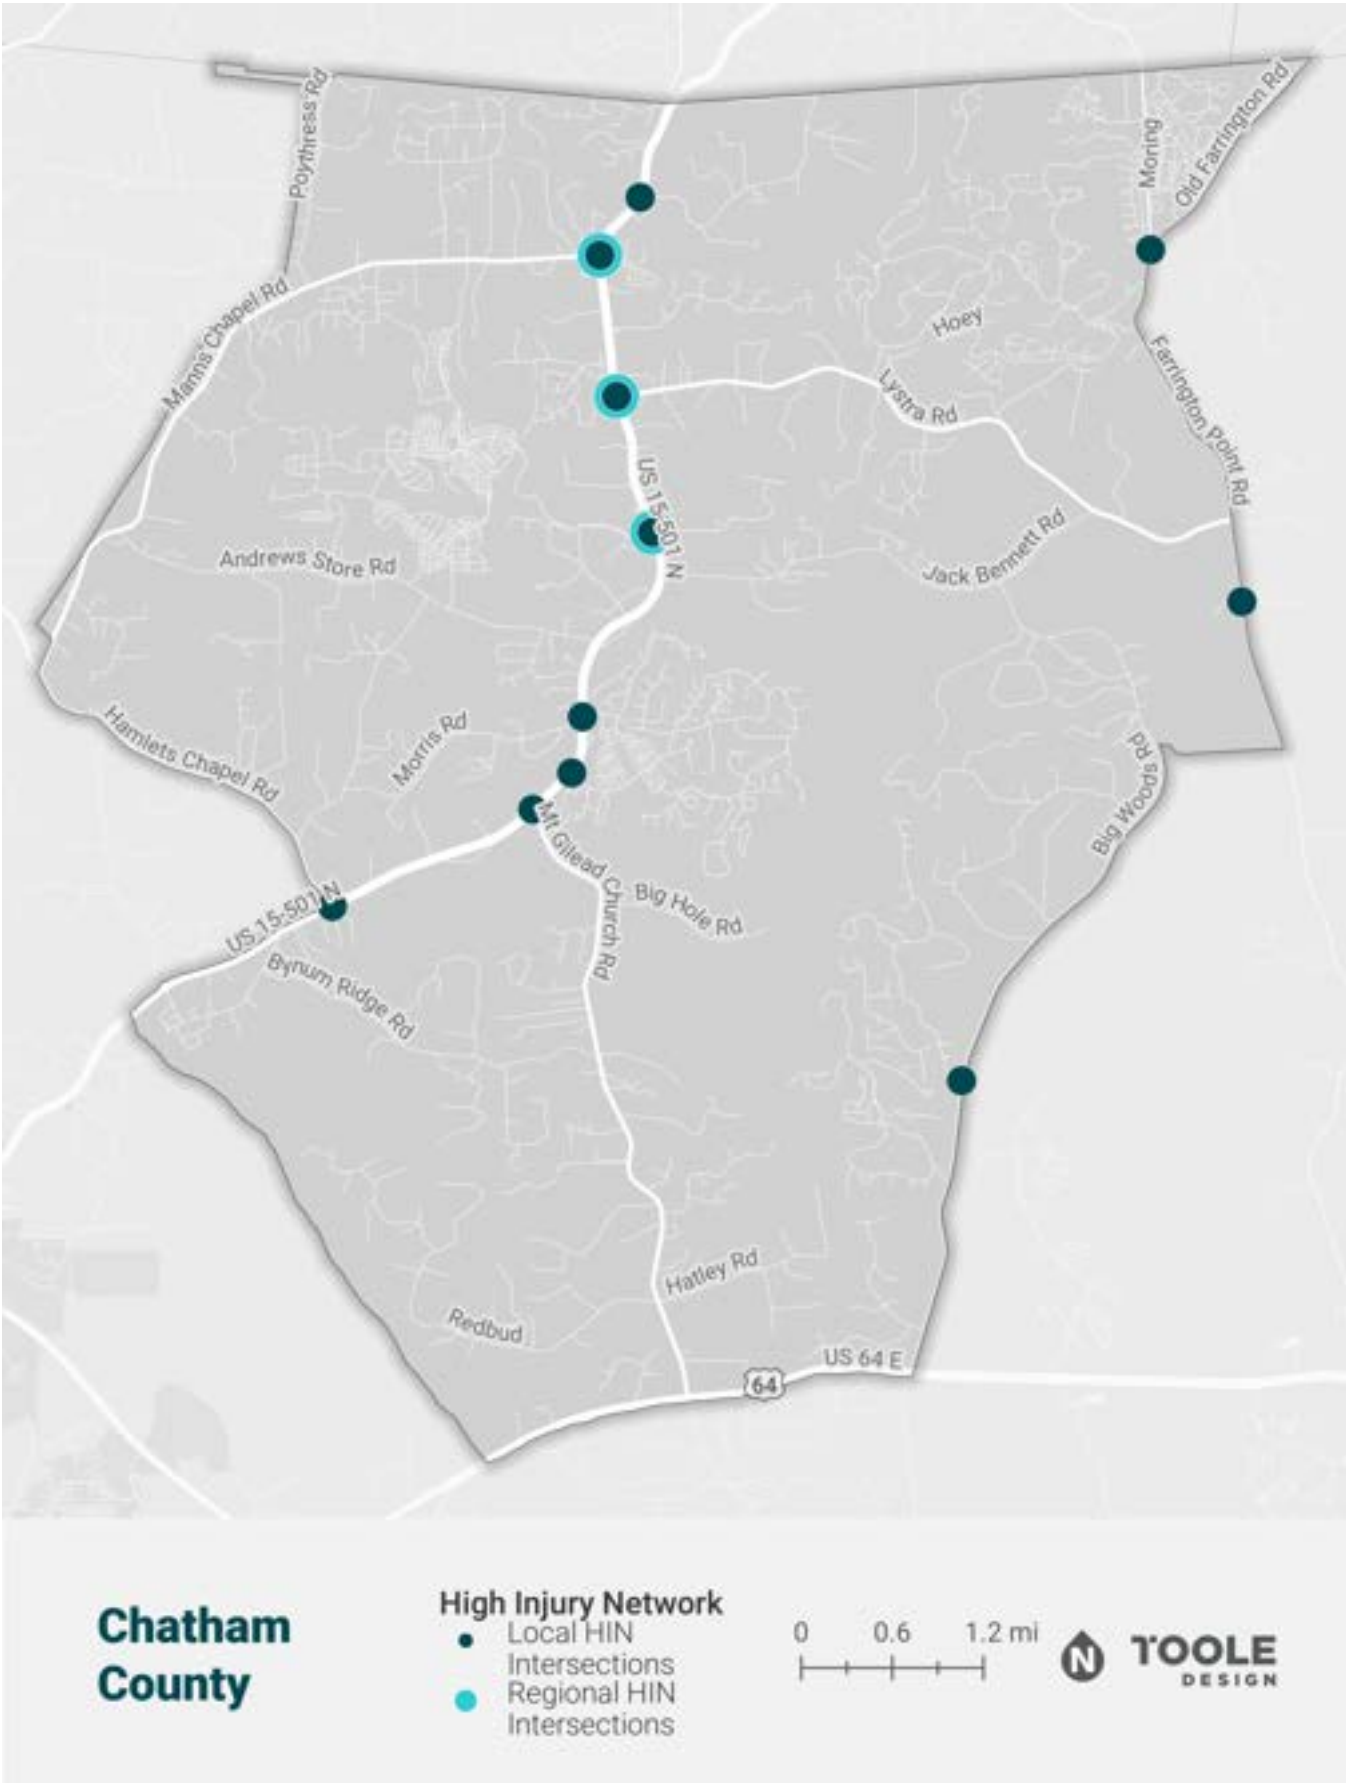 Poythress Rd
Moring
Old Farrington Rd
Manns Chapel Rd
Hoey
Lystra Rd
Farrington Point Rd
US 15-501 N
Andrews Store Rd
Jack Bennett Rd
Hamlets Chapel Rd
Morris Rd
Big Woods Rd
Mt Gilead Church Rd
Big Hole Rd
US 15-501 N
Bynum Ridge Rd
Hatley Rd
Redbud
US 64 E
64
Chatham
County
High Injury Network
Local HIN
Intersections
Regional HIN
Intersections
0 0.6 1.2 mi
N
TOOLE
DESIGN